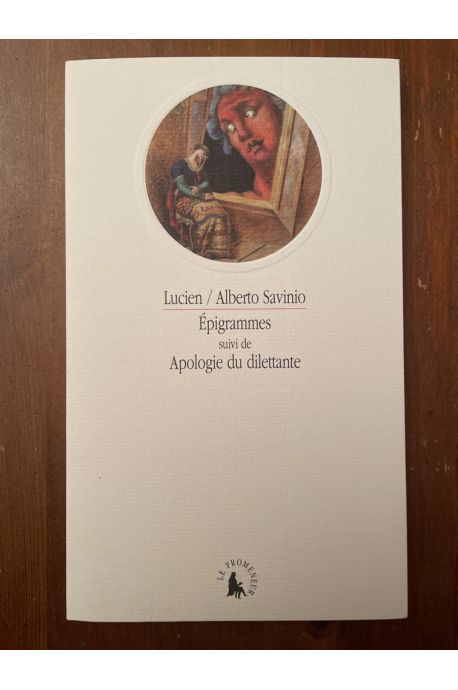 Lucien / Alberto Savinio
Épigrammes
suivi de
Apologie du dilettante
LE PROMENEUR